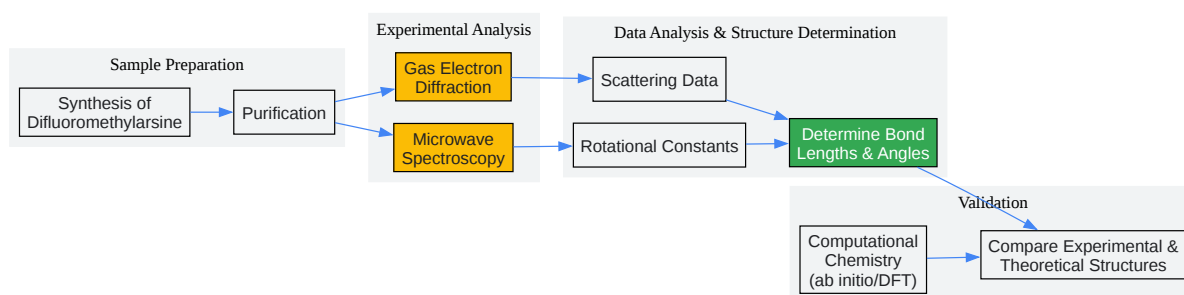 Sample Preparation
Synthesis of
Difluoromethylarsine
Purification
Experimental Analysis
Gas Electron
Diffraction
Microwave
Spectroscopy
Data Analysis & Structure Determination
Scattering Data
Rotational Constants
Determine Bond
Lengths & Angles
Validation
Computational
Chemistry
(ab initio/DFT)
Compare Experimental &
Theoretical Structures